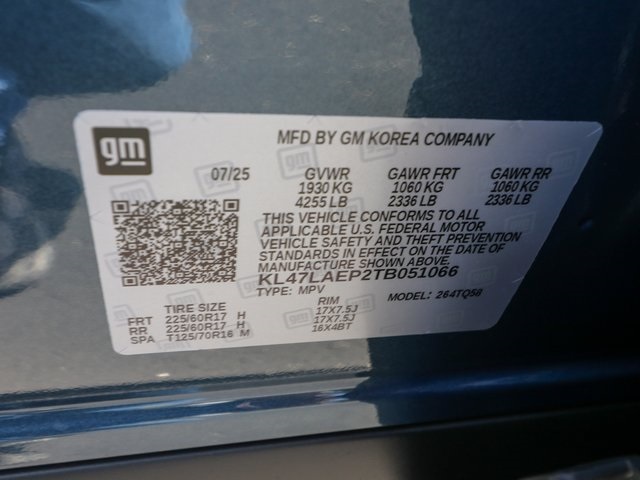 gm
MFD BY GM KOREA COMPANY
07/25 GVWR GAWR FRT GAWR RR
1930 KG 1060 KG 1060 KG
4255 LB 2336 LB 2336 LB
THIS VEHICLE CONFORMS TO ALL
APPLICABLE U.S. FEDERAL MOTOR
VEHICLE SAFETY AND THEFT PREVENTION
STANDARDS IN EFFECT ON THE DATE OF
MANUFACTURE SHOWN ABOVE.
KL47LAEP2TB051066
TYPE: MPV MODEL: 264TQ58
TIRE SIZE RIM
FRT 225/60R17 H 17X7.5J
RR 225/60R17 H 17X7.5J
SPA T125/70R16 M 16X4BT